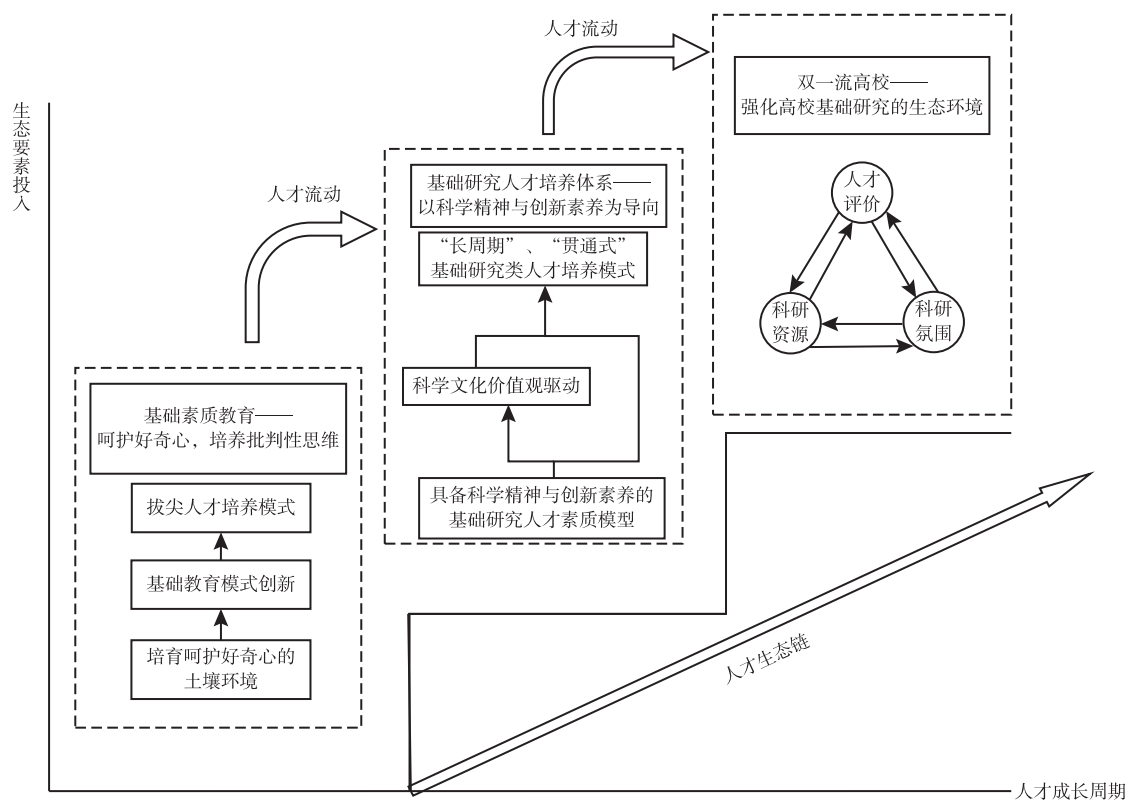 生态要素投入
人才流动
基础素质教育——
呵护好奇心，培养批判性思维
拔尖人才培养模式
基础教育模式创新
培育呵护好奇心的
土壤环境
人才流动
基础研究人才培养体系——
以科学精神与创新素养为导向
“长周期”、“贯通式”
基础研究类人才培养模式
科学文化价值观驱动
具备科学精神与创新素养的
基础研究人才素质模型
双一流高校——
强化高校基础研究的生态环境
人才
评价
科研
资源
科研
氛围
人才生态链
人才成长周期